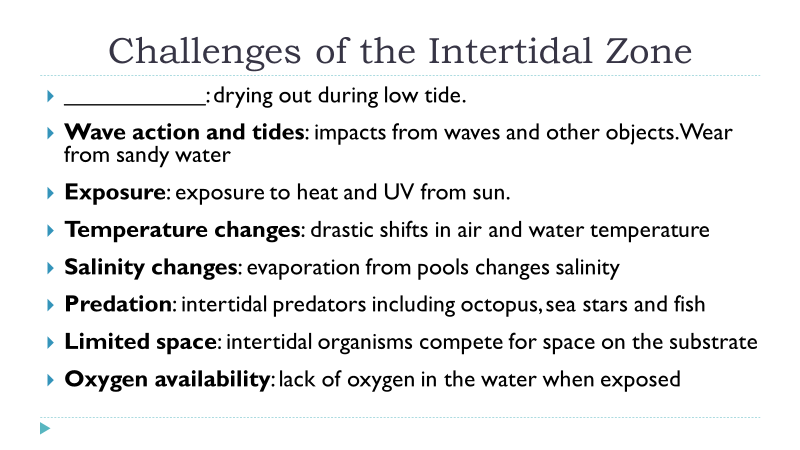 Challenges of the Intertidal Zone
____________: drying out during low tide.
Wave action and tides: impacts from waves and other objects. Wear
from sandy water
Exposure: exposure to heat and UV from sun.
Temperature changes: drastic shifts in air and water temperature
Salinity changes: evaporation from pools changes salinity
Predation: intertidal predators including octopus, sea stars and fish
Limited space: intertidal organisms compete for space on the substrate
Oxygen availability: lack of oxygen in the water when exposed